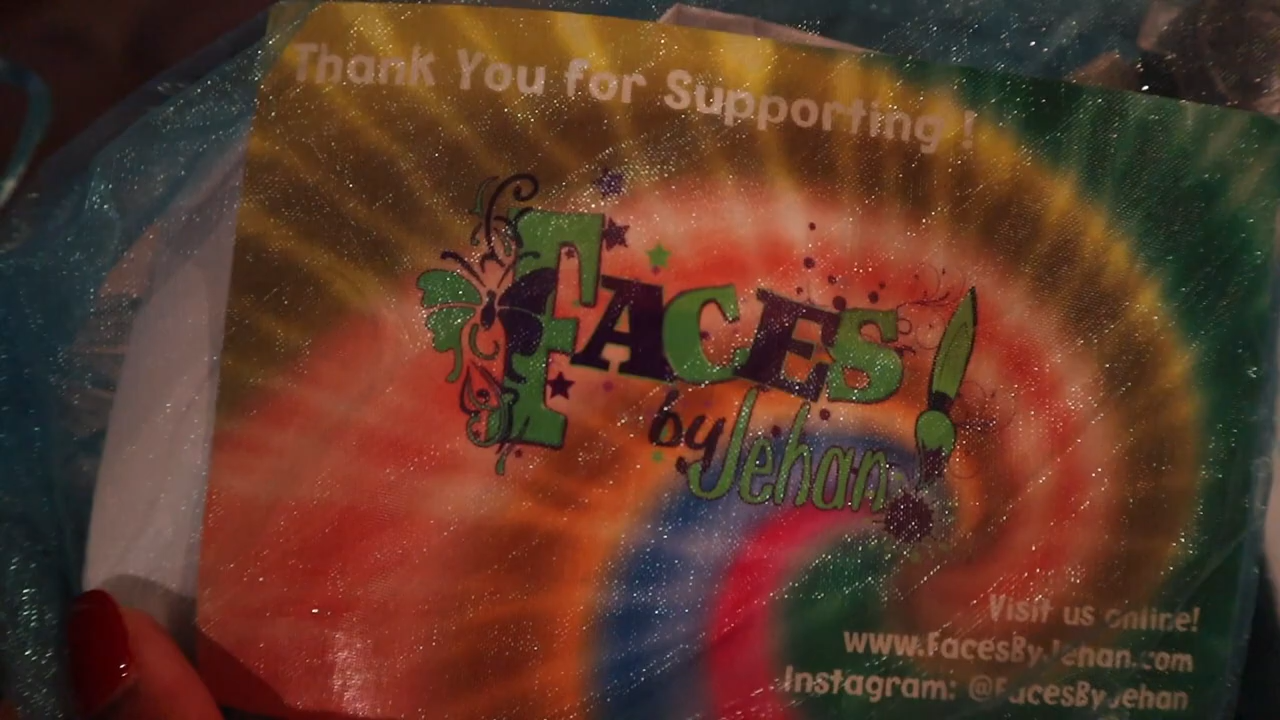 Thank You for Supporting !
FACES!
by Jehan
Visit us online!
www.FacesByJehan.com
Instagram: @FacesByJehan